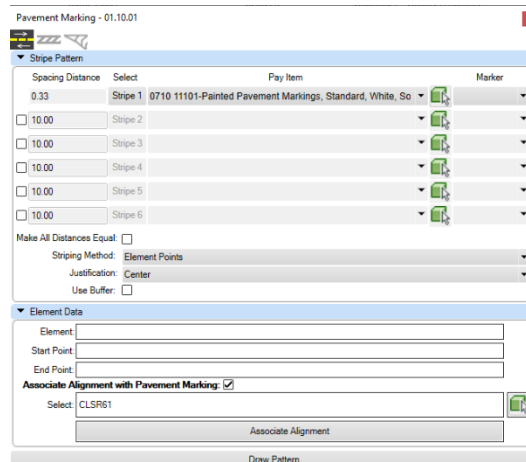 Pavement Marking - 01.10.01
Stripe Pattern
Spacing Distance Select Pay Item Marker
0.33 Stripe 1 0710 11101-Painted Pavement Markings, Standard, White, So
10.00 Stripe 2
10.00 Stripe 3
10.00 Stripe 4
10.00 Stripe 5
10.00 Stripe 6
Make All Distances Equal:
Striping Method: Element Points
Justification: Center
Use Buffer:
Element Data
Element:
Start Point:
End Point:
Associate Alignment with Pavement Marking:
Select: CLSR61
Associate Alignment
Draw Pattern